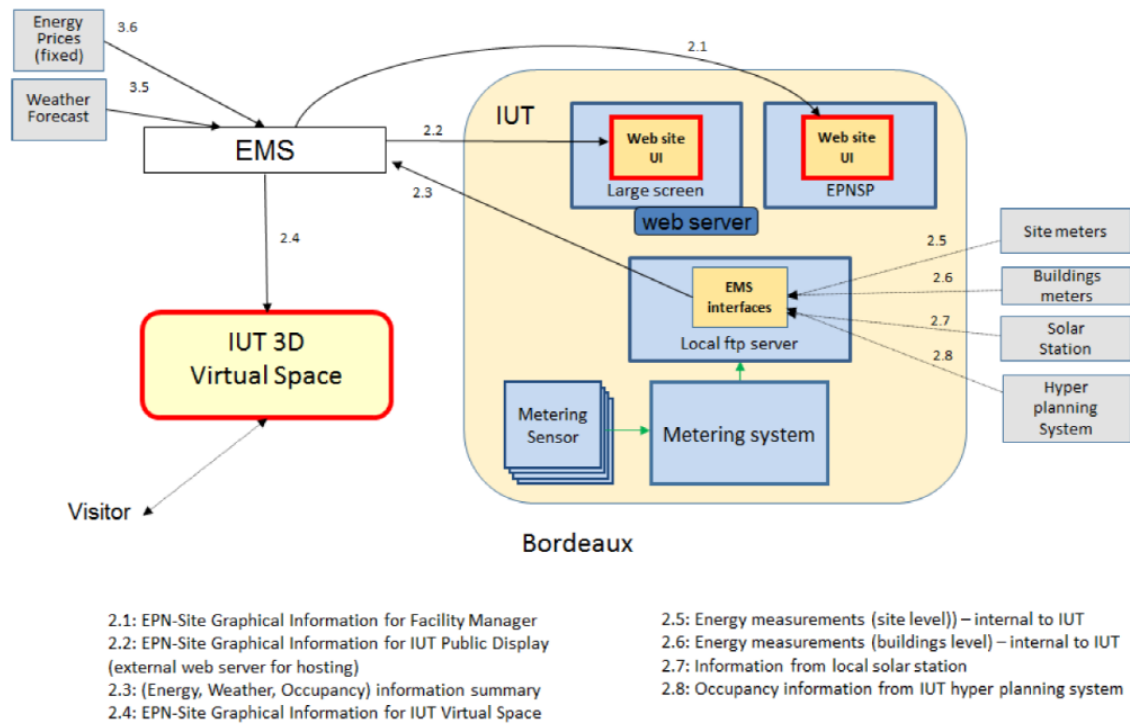 Energy
Prices
(fixed)
3.6
2.1
Weather
Forecast
3.5
IUT
EMS
2.2
Web site
UI
Web site
UI
Large screen
EPNSP
2.3
web server
2.4
2.5
Site meters
2.6
Buildings
meters
EMS
interfaces
2.7
Solar
Station
Local ftp server
2.8
IUT 3D
Virtual Space
Hyper
planning
System
Metering
Sensor
Metering system
Visitor
Bordeaux
2.1: EPN-Site Graphical Information for Facility Manager
2.2: EPN-Site Graphical Information for IUT Public Display
(external web server for hosting)
2.3: (Energy, Weather, Occupancy) information summary
2.4: EPN-Site Graphical Information for IUT Virtual Space
2.5: Energy measurements (site level)) – internal to IUT
2.6: Energy measurements (buildings level) – internal to IUT
2.7: Information from local solar station
2.8: Occupancy information from IUT hyper planning system